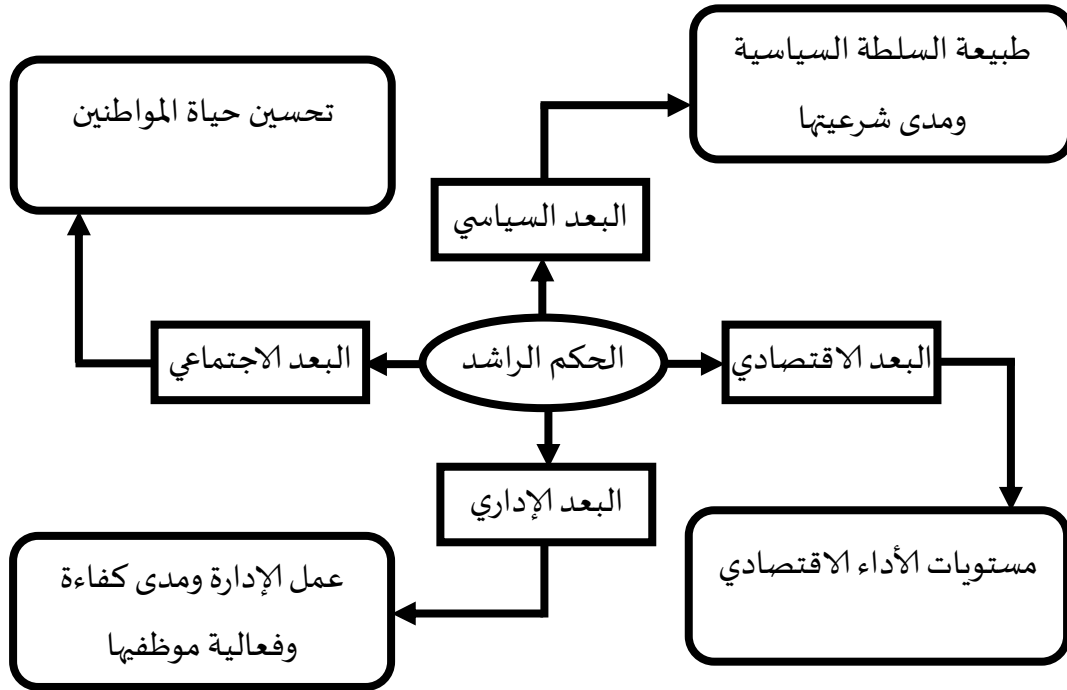 طبيعة السلطة السياسية
ومدى شرعيتها
تحسين حياة المواطنين
البعد السياسي
البعد الاقتصادي
الحكم الراشد
البعد الاجتماعي
البعد الإداري
مستويات الأداء الاقتصادي
عمل الإدارة ومدى كفاءة
وفعالية موظفيها